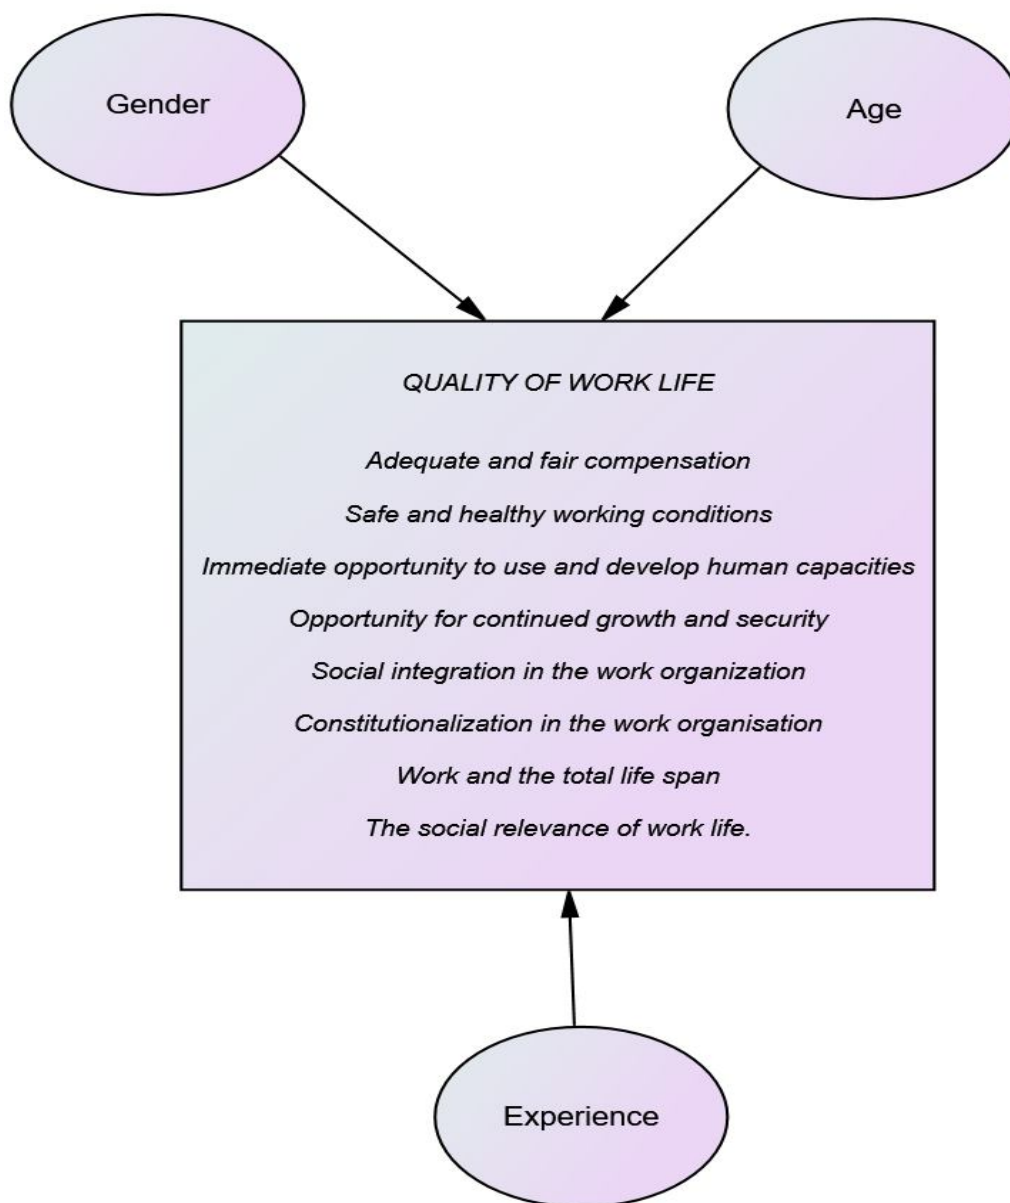 Gender
Age
QUALITY OF WORK LIFE
Adequate and fair compensation
Safe and healthy working conditions
Immediate opportunity to use and develop human capacities
Opportunity for continued growth and security
Social integration in the work organization
Constitutionalization in the work organisation
Work and the total life span
The social relevance of work life.
Experience